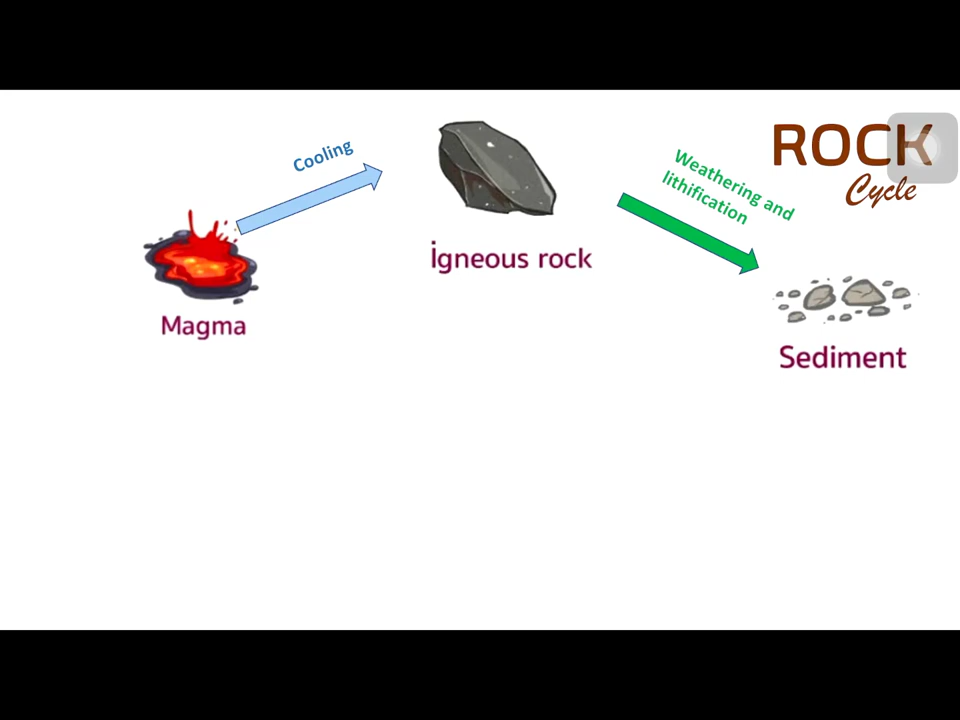 ROCK
Cycle
Cooling
Weathering and
lithification
İgneous rock
Magma
Sediment